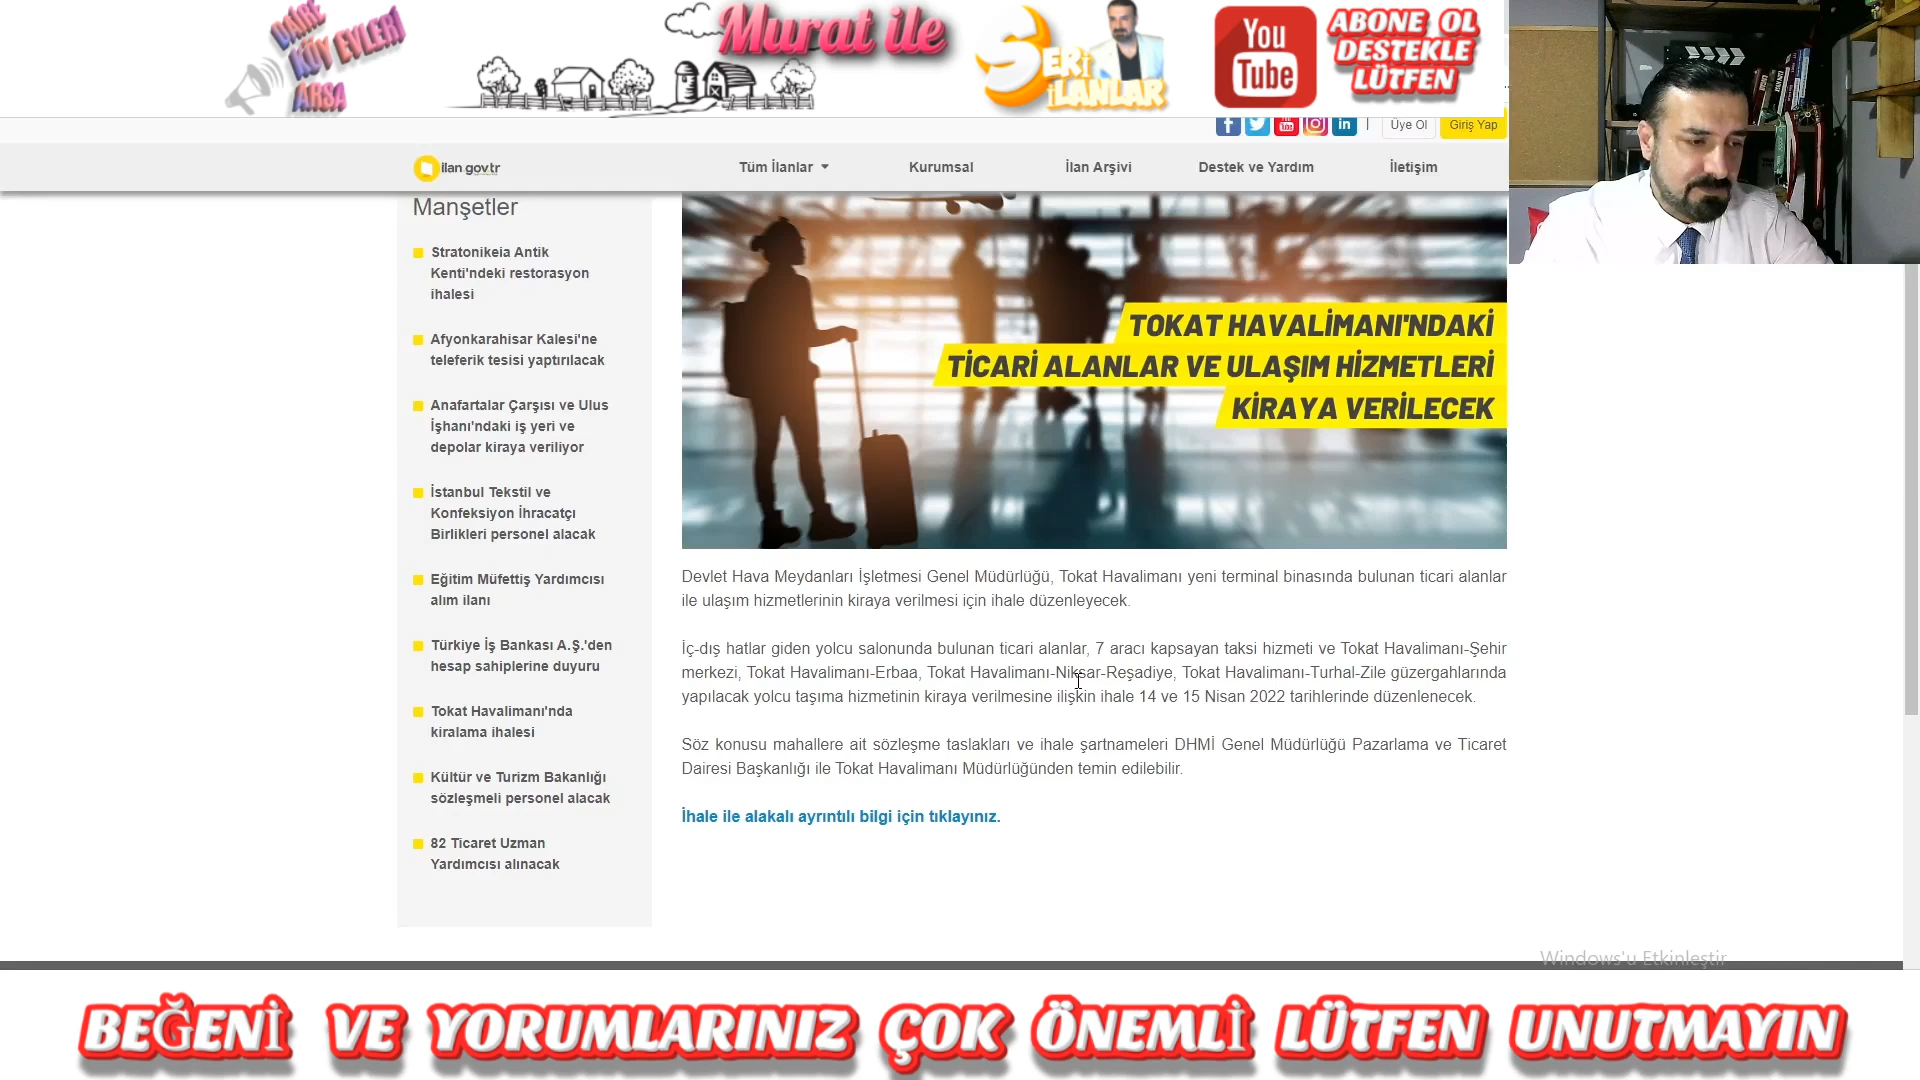 DAİRE
KÖY EVLERİ
ARSA
Murat ile
SERİ
İLANLAR
You
Tube
ABONE OL
DESTEKLE
LÜTFEN
Üye Ol
Giriş Yap
ilan.gov.tr
Tüm İlanlar
Kurumsal
İlan Arşivi
Destek ve Yardım
İletişim
Manşetler
Stratonikeia Antik
Kenti'ndeki restorasyon
ihalesi
Afyonkarahisar Kalesi'ne
teleferik tesisi yaptırılacak
Anafartalar Çarşısı ve Ulus
İşhanı'ndaki iş yeri ve
depolar kiraya veriliyor
İstanbul Tekstil ve
Konfeksiyon İhracatçı
Birlikleri personel alacak
Eğitim Müfettiş Yardımcısı
alım ilanı
Türkiye İş Bankası A.Ş.'den
hesap sahiplerine duyuru
Tokat Havalimanı'nda
kiralama ihalesi
Kültür ve Turizm Bakanlığı
sözleşmeli personel alacak
82 Ticaret Uzman
Yardımcısı alınacak
TOKAT HAVALİMANI'NDAKİ
TİCARİ ALANLAR VE ULAŞIM HİZMETLERİ
KİRAYA VERİLECEK
Devlet Hava Meydanları İşletmesi Genel Müdürlüğü, Tokat Havalimanı yeni terminal binasında bulunan ticari alanlar
ile ulaşım hizmetlerinin kiraya verilmesi için ihale düzenleyecek.
İç-dış hatlar giden yolcu salonunda bulunan ticari alanlar, 7 aracı kapsayan taksi hizmeti ve Tokat Havalimanı-Şehir
merkezi, Tokat Havalimanı-Erbaa, Tokat Havalimanı-Niksar-Reşadiye, Tokat Havalimanı-Turhal-Zile güzergahlarında
yapılacak yolcu taşıma hizmetinin kiraya verilmesine ilişkin ihale 14 ve 15 Nisan 2022 tarihlerinde düzenlenecek.
Söz konusu mahallere ait sözleşme taslakları ve ihale şartnameleri DHMİ Genel Müdürlüğü Pazarlama ve Ticaret
Dairesi Başkanlığı ile Tokat Havalimanı Müdürlüğünden temin edilebilir.
İhale ile alakalı ayrıntılı bilgi için tıklayınız.
Windows'u Etkinleştir
BEĞENİ VE YORUMLARINIZ ÇOK ÖNEMLİ LÜTFEN UNUTMAYIN